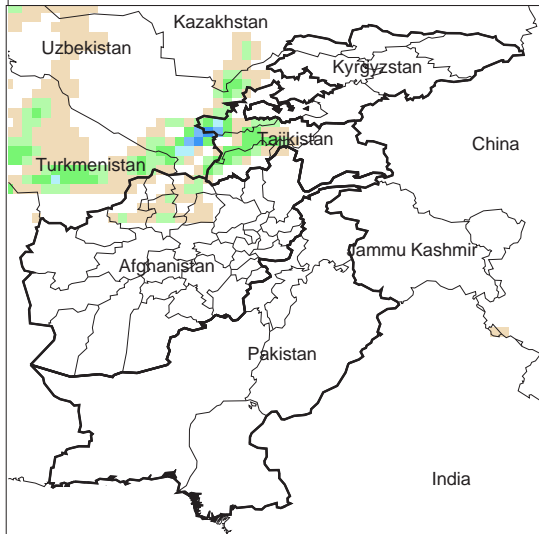 Kazakhstan
Uzbekistan
Kyrgyzstan
Tajikistan
China
Turkmenistan
Jammu Kashmir
Afghanistan
Pakistan
India